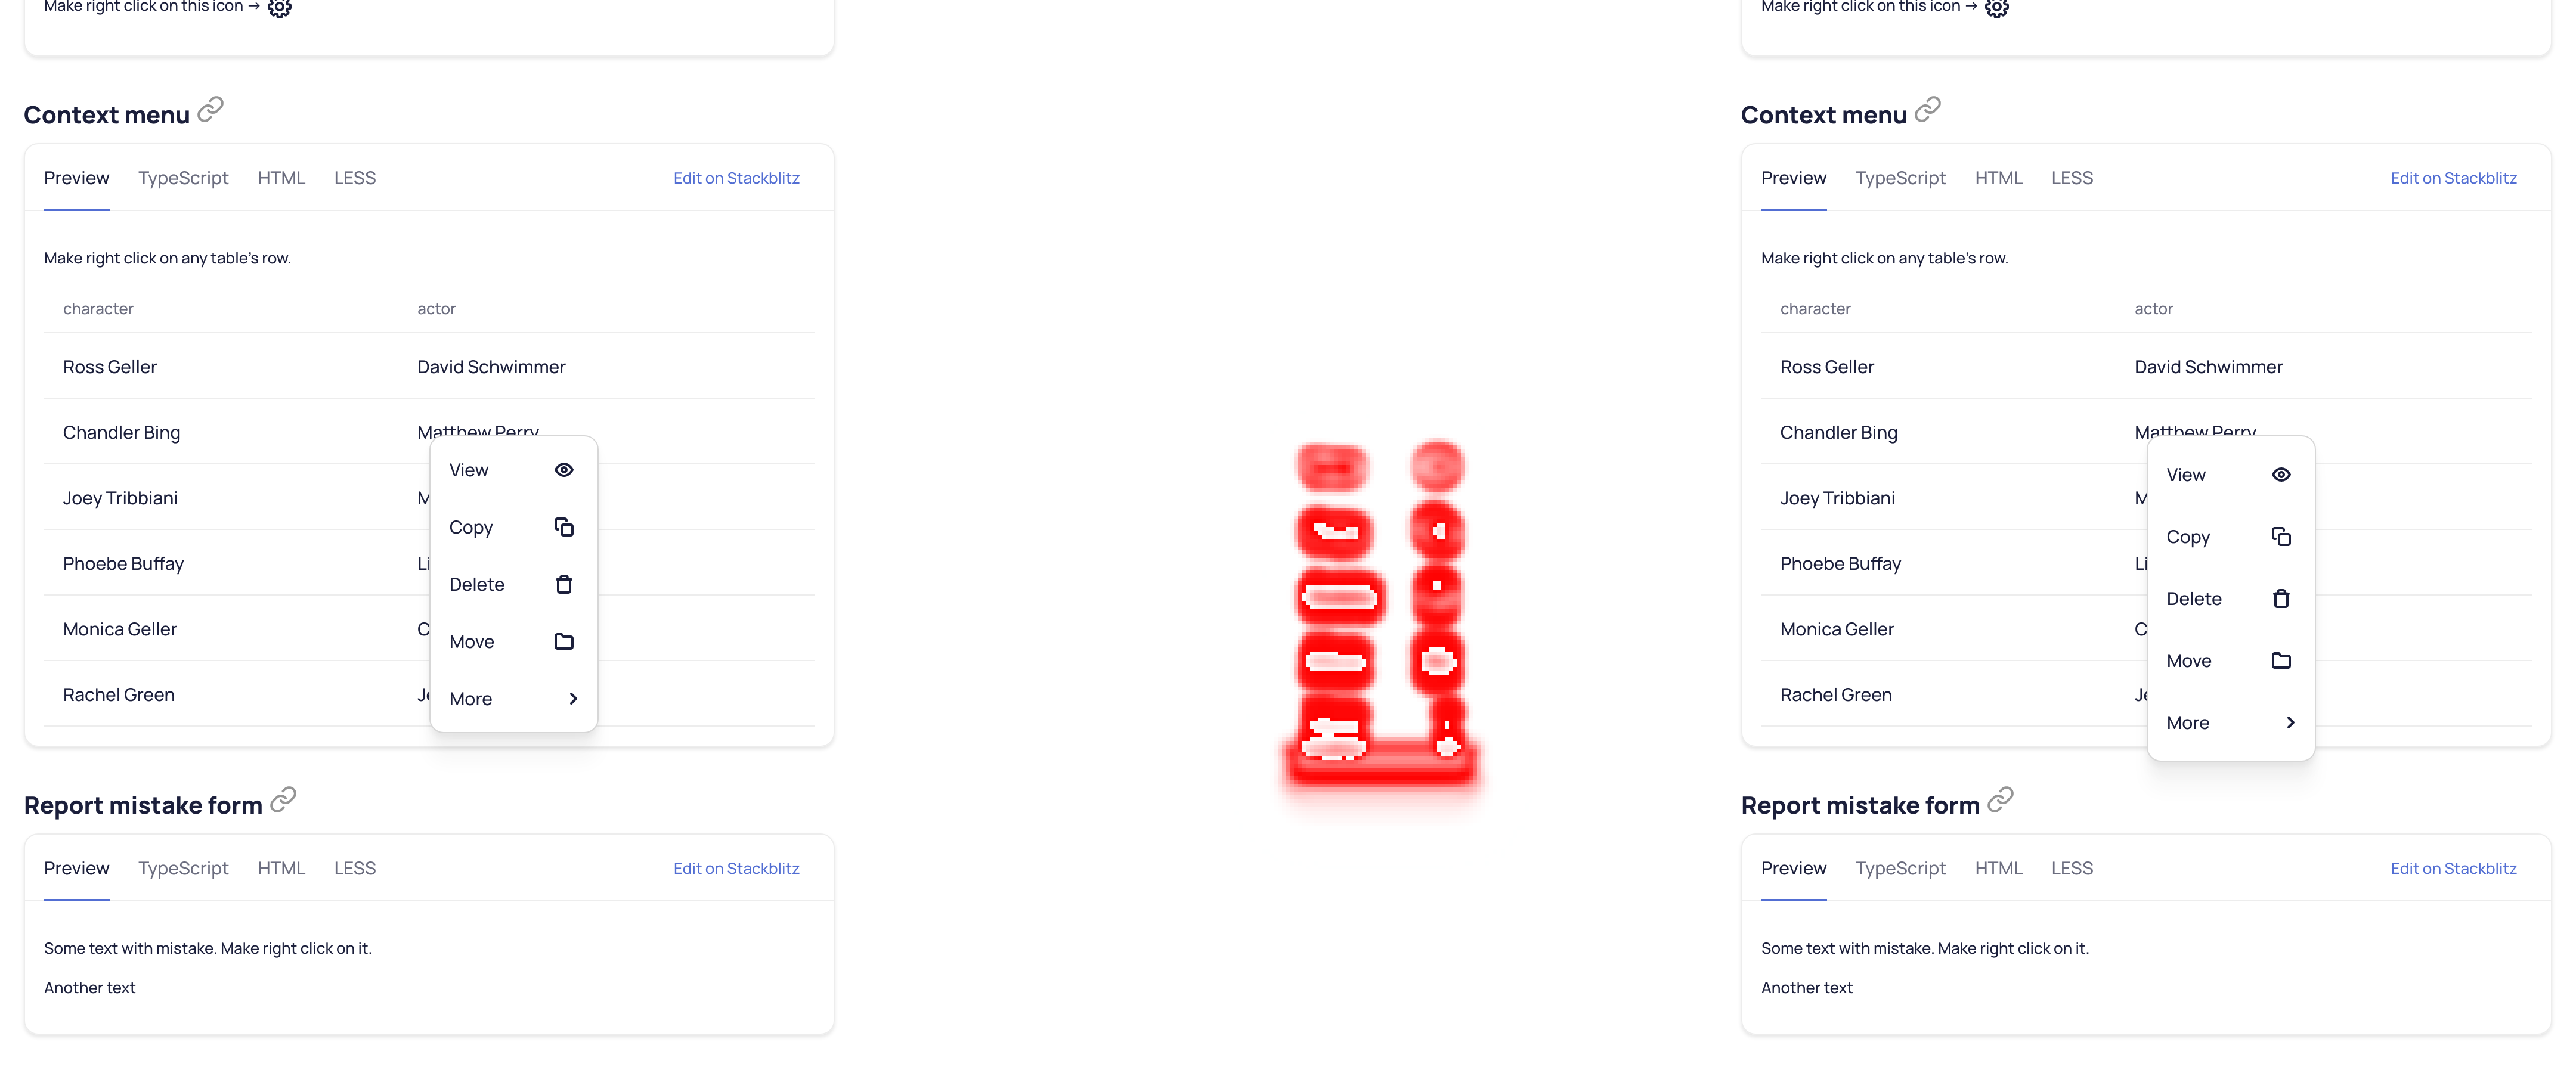 Make right click on this icon →
Context menu
Preview TypeScript HTML LESS Edit on Stackblitz
Make right click on any table's row.
character actor
Ross Geller David Schwimmer
Chandler Bing Matthew Perry
View
Joey Tribbiani M
Copy
Phoebe Buffay Li
Delete
Monica Geller C
Move
Rachel Green Je
More
Report mistake form
Preview TypeScript HTML LESS Edit on Stackblitz
Some text with mistake. Make right click on it.
Another text
Make right click on this icon →
Context menu
Preview TypeScript HTML LESS Edit on Stackblitz
Make right click on any table's row.
character actor
Ross Geller David Schwimmer
Chandler Bing Matthew Perry
View
Joey Tribbiani M
Copy
Phoebe Buffay Li
Delete
Monica Geller C
Move
Rachel Green Je
More
Report mistake form
Preview TypeScript HTML LESS Edit on Stackblitz
Some text with mistake. Make right click on it.
Another text